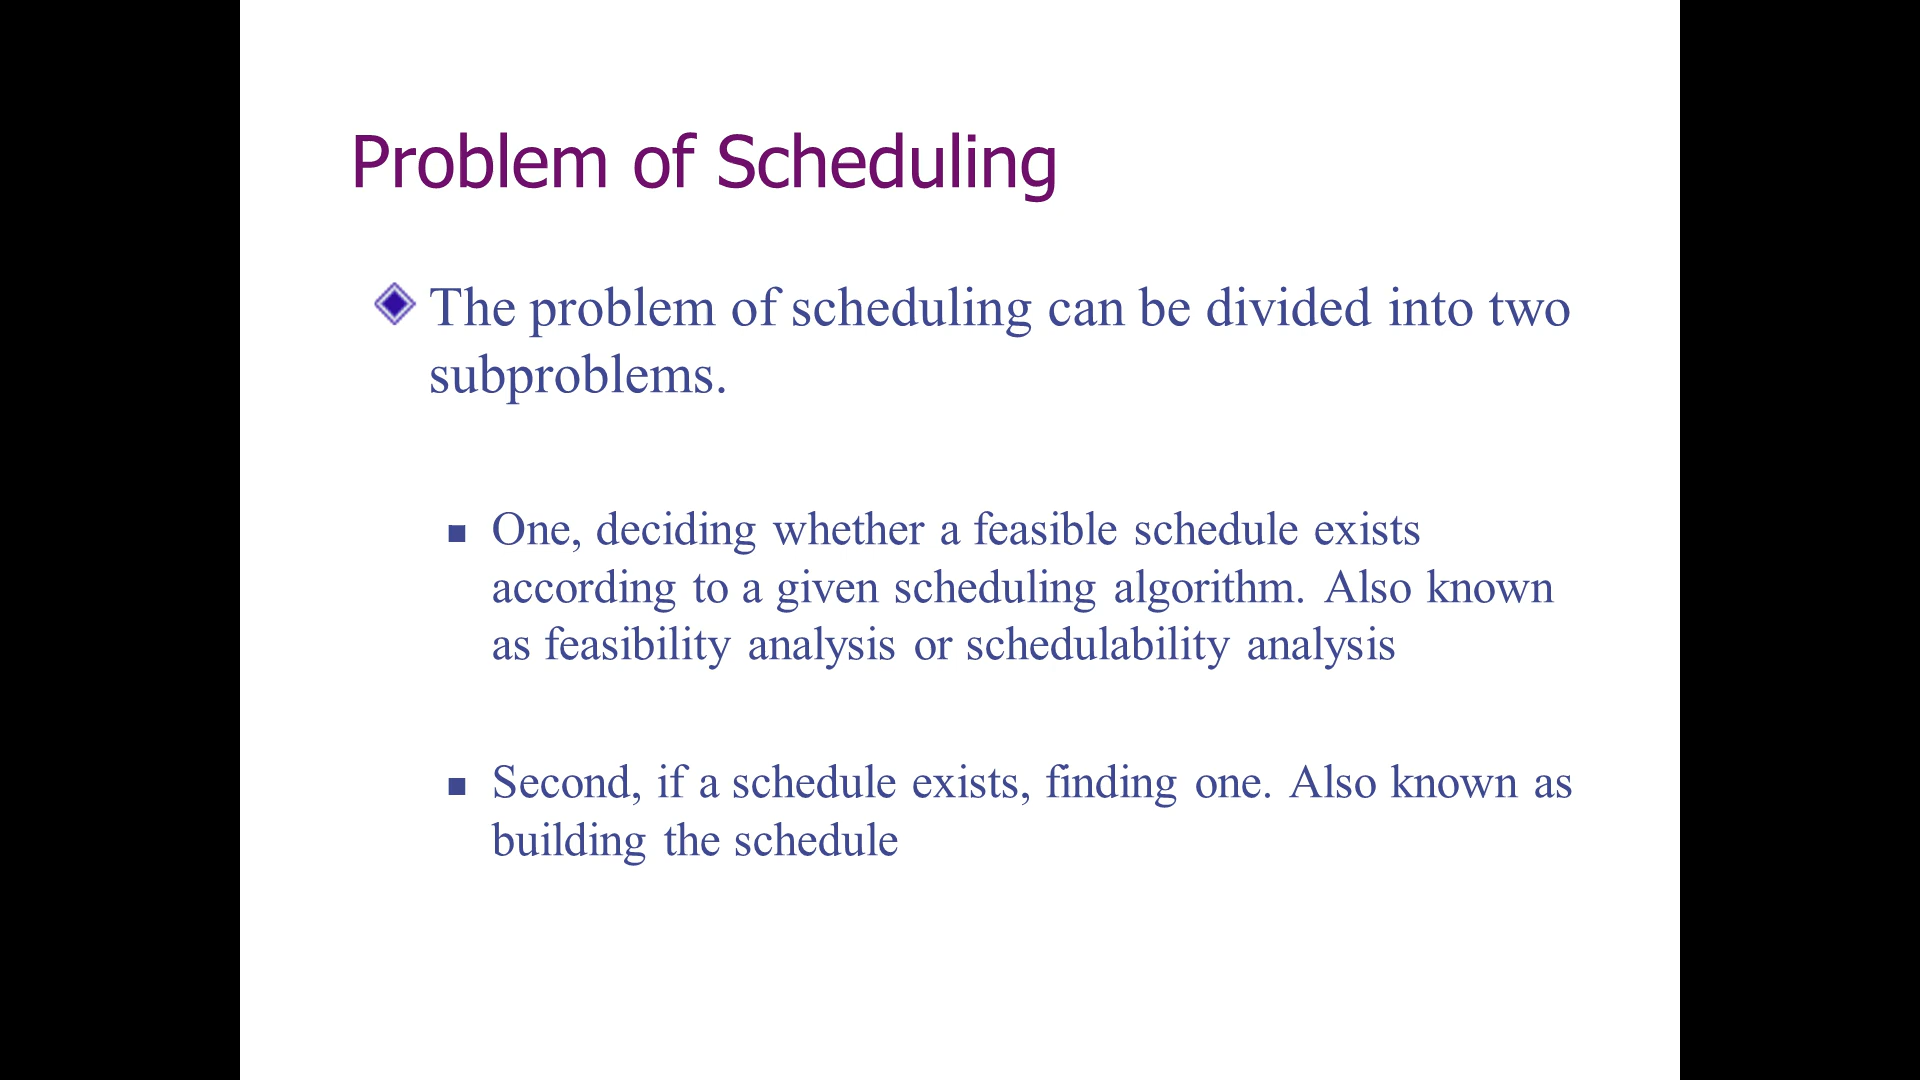 Problem of Scheduling
The problem of scheduling can be divided into two
subproblems.
One, deciding whether a feasible schedule exists
according to a given scheduling algorithm. Also known
as feasibility analysis or schedulability analysis
Second, if a schedule exists, finding one. Also known as
building the schedule